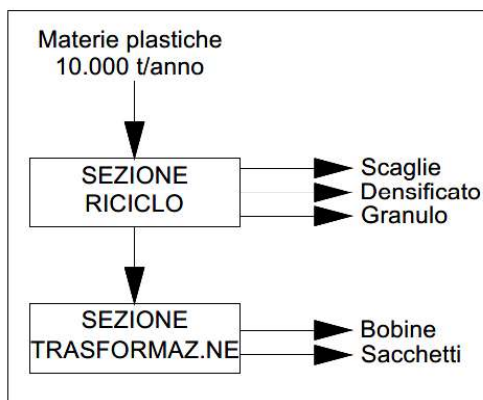 Materie plastiche
10.000 t/anno
SEZIONE
RICICLO
Scaglie
Densificato
Granulo
SEZIONE
TRASFORMAZ.NE
Bobine
Sacchetti